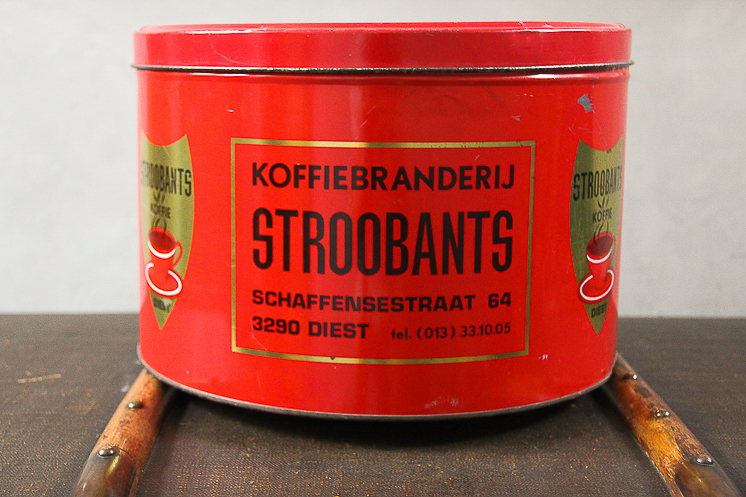 KOFFIEBRANDERIJ
STROOBANTS
SCHAFFENSESTRAAT 64
3290 DIEST tel. (013) 33.10.05
STROOBANTS
KOFFIE
STROOBANTS
KOFFIE
DIEST